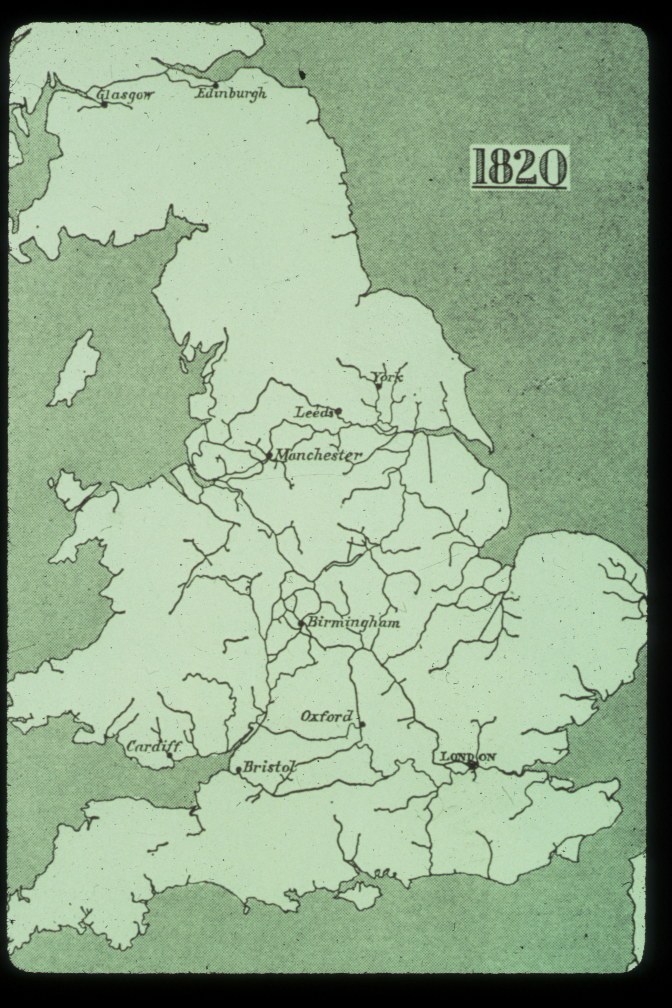 Glasgow
Edinburgh
1820
York
Leeds
Manchester
Birmingham
Oxford
Cardiff
LONDON
Bristol